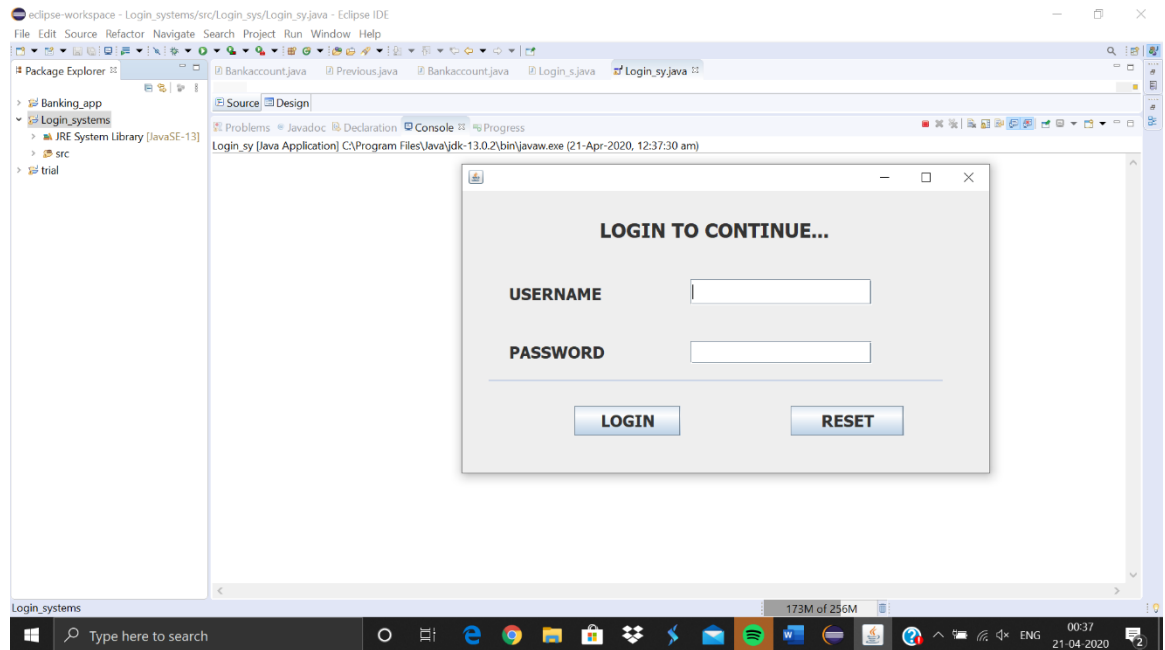 eclipse-workspace - Login_systems/src/Login_sys/Login_sy.java - Eclipse IDE
File Edit Source Refactor Navigate Search Project Run Window Help
Package Explorer
Bankaccount.java Previous.java Bankaccount.java Login_s.java Login_sy.java
Banking_app
Login_systems
JRE System Library [JavaSE-13]
src
trial
Source Design
Problems Javadoc Declaration Console Progress
Login_sy [Java Application] C:\Program Files\Java\jdk-13.0.2\bin\javaw.exe (21-Apr-2020, 12:37:30 am)
LOGIN TO CONTINUE...
USERNAME
PASSWORD
LOGIN RESET
Login_systems
173M of 256M
Type here to search
ENG
00:37
21-04-2020
2